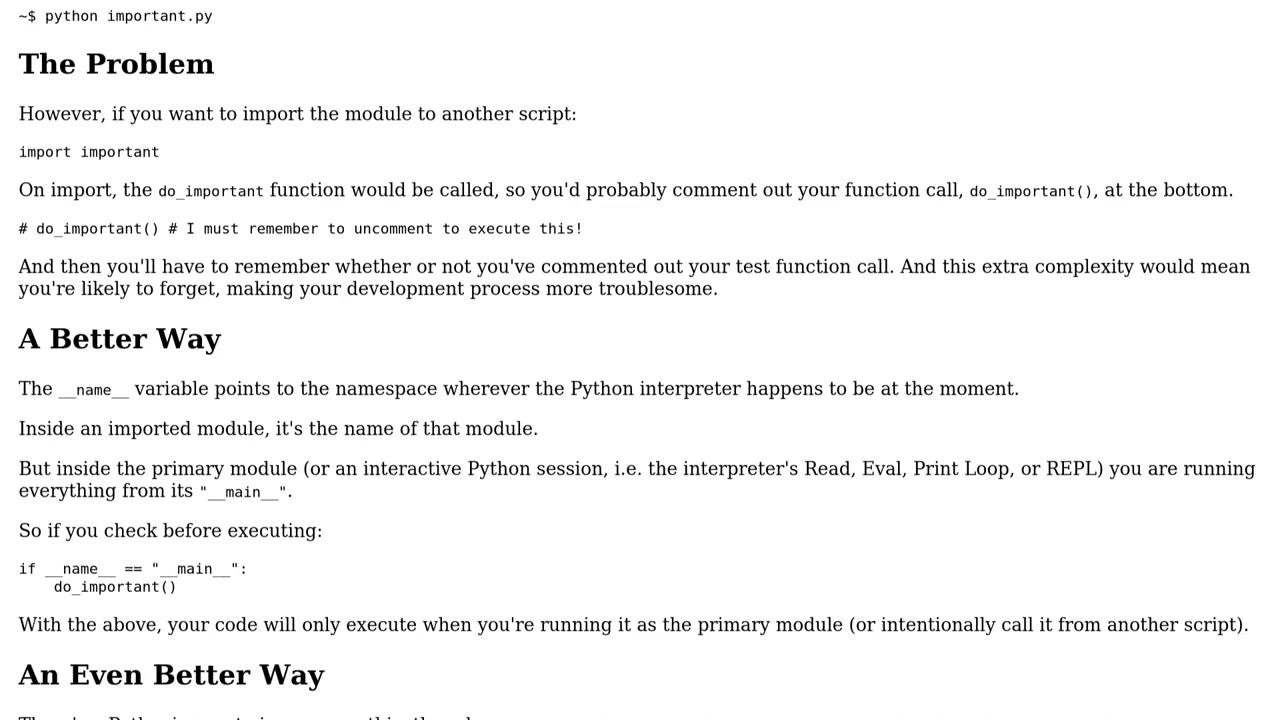 ~$ python important.py
The Problem
However, if you want to import the module to another script:
import important
On import, the do_important function would be called, so you'd probably comment out your function call, do_important(), at the bottom.
# do_important() # I must remember to uncomment to execute this!
And then you'll have to remember whether or not you've commented out your test function call. And this extra complexity would mean
you're likely to forget, making your development process more troublesome.
A Better Way
The __name__ variable points to the namespace wherever the Python interpreter happens to be at the moment.
Inside an imported module, it's the name of that module.
But inside the primary module (or an interactive Python session, i.e. the interpreter's Read, Eval, Print Loop, or REPL) you are running
everything from its "__main__".
So if you check before executing:
if __name__ == "__main__":
    do_important()
With the above, your code will only execute when you're running it as the primary module (or intentionally call it from another script).
An Even Better Way